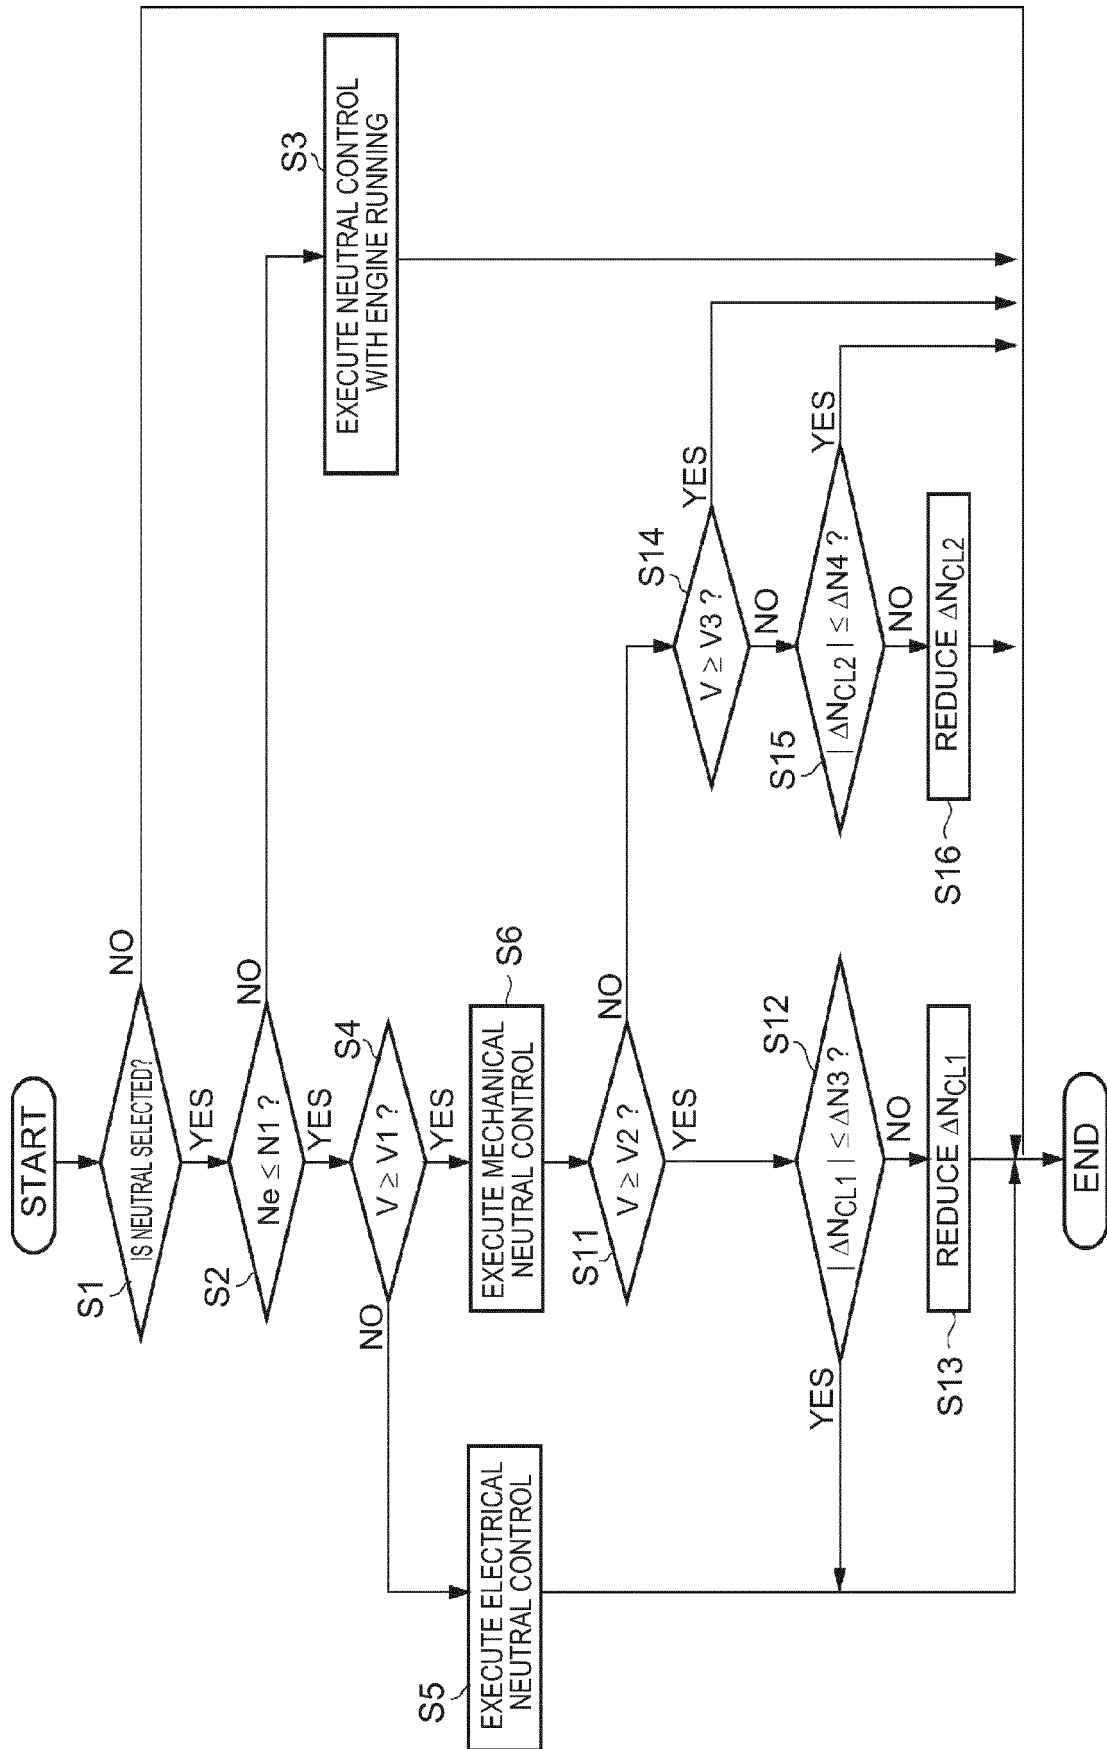 START
S1
IS NEUTRAL SELECTED?
NO
YES
S2
Ne ≤ N1 ?
NO
YES
S3
EXECUTE NEUTRAL CONTROL
WITH ENGINE RUNNING
S4
V ≥ V1 ?
NO
YES
S5
EXECUTE ELECTRICAL
NEUTRAL CONTROL
S6
EXECUTE MECHANICAL
NEUTRAL CONTROL
S11
V ≥ V2 ?
NO
YES
S14
V ≥ V3 ?
YES
NO
S12
| ΔNCL1 | ≤ ΔN3 ?
YES
NO
S15
| ΔNCL2 | ≤ ΔN4 ?
YES
NO
S13
REDUCE ΔNCL1
S16
REDUCE ΔNCL2
END